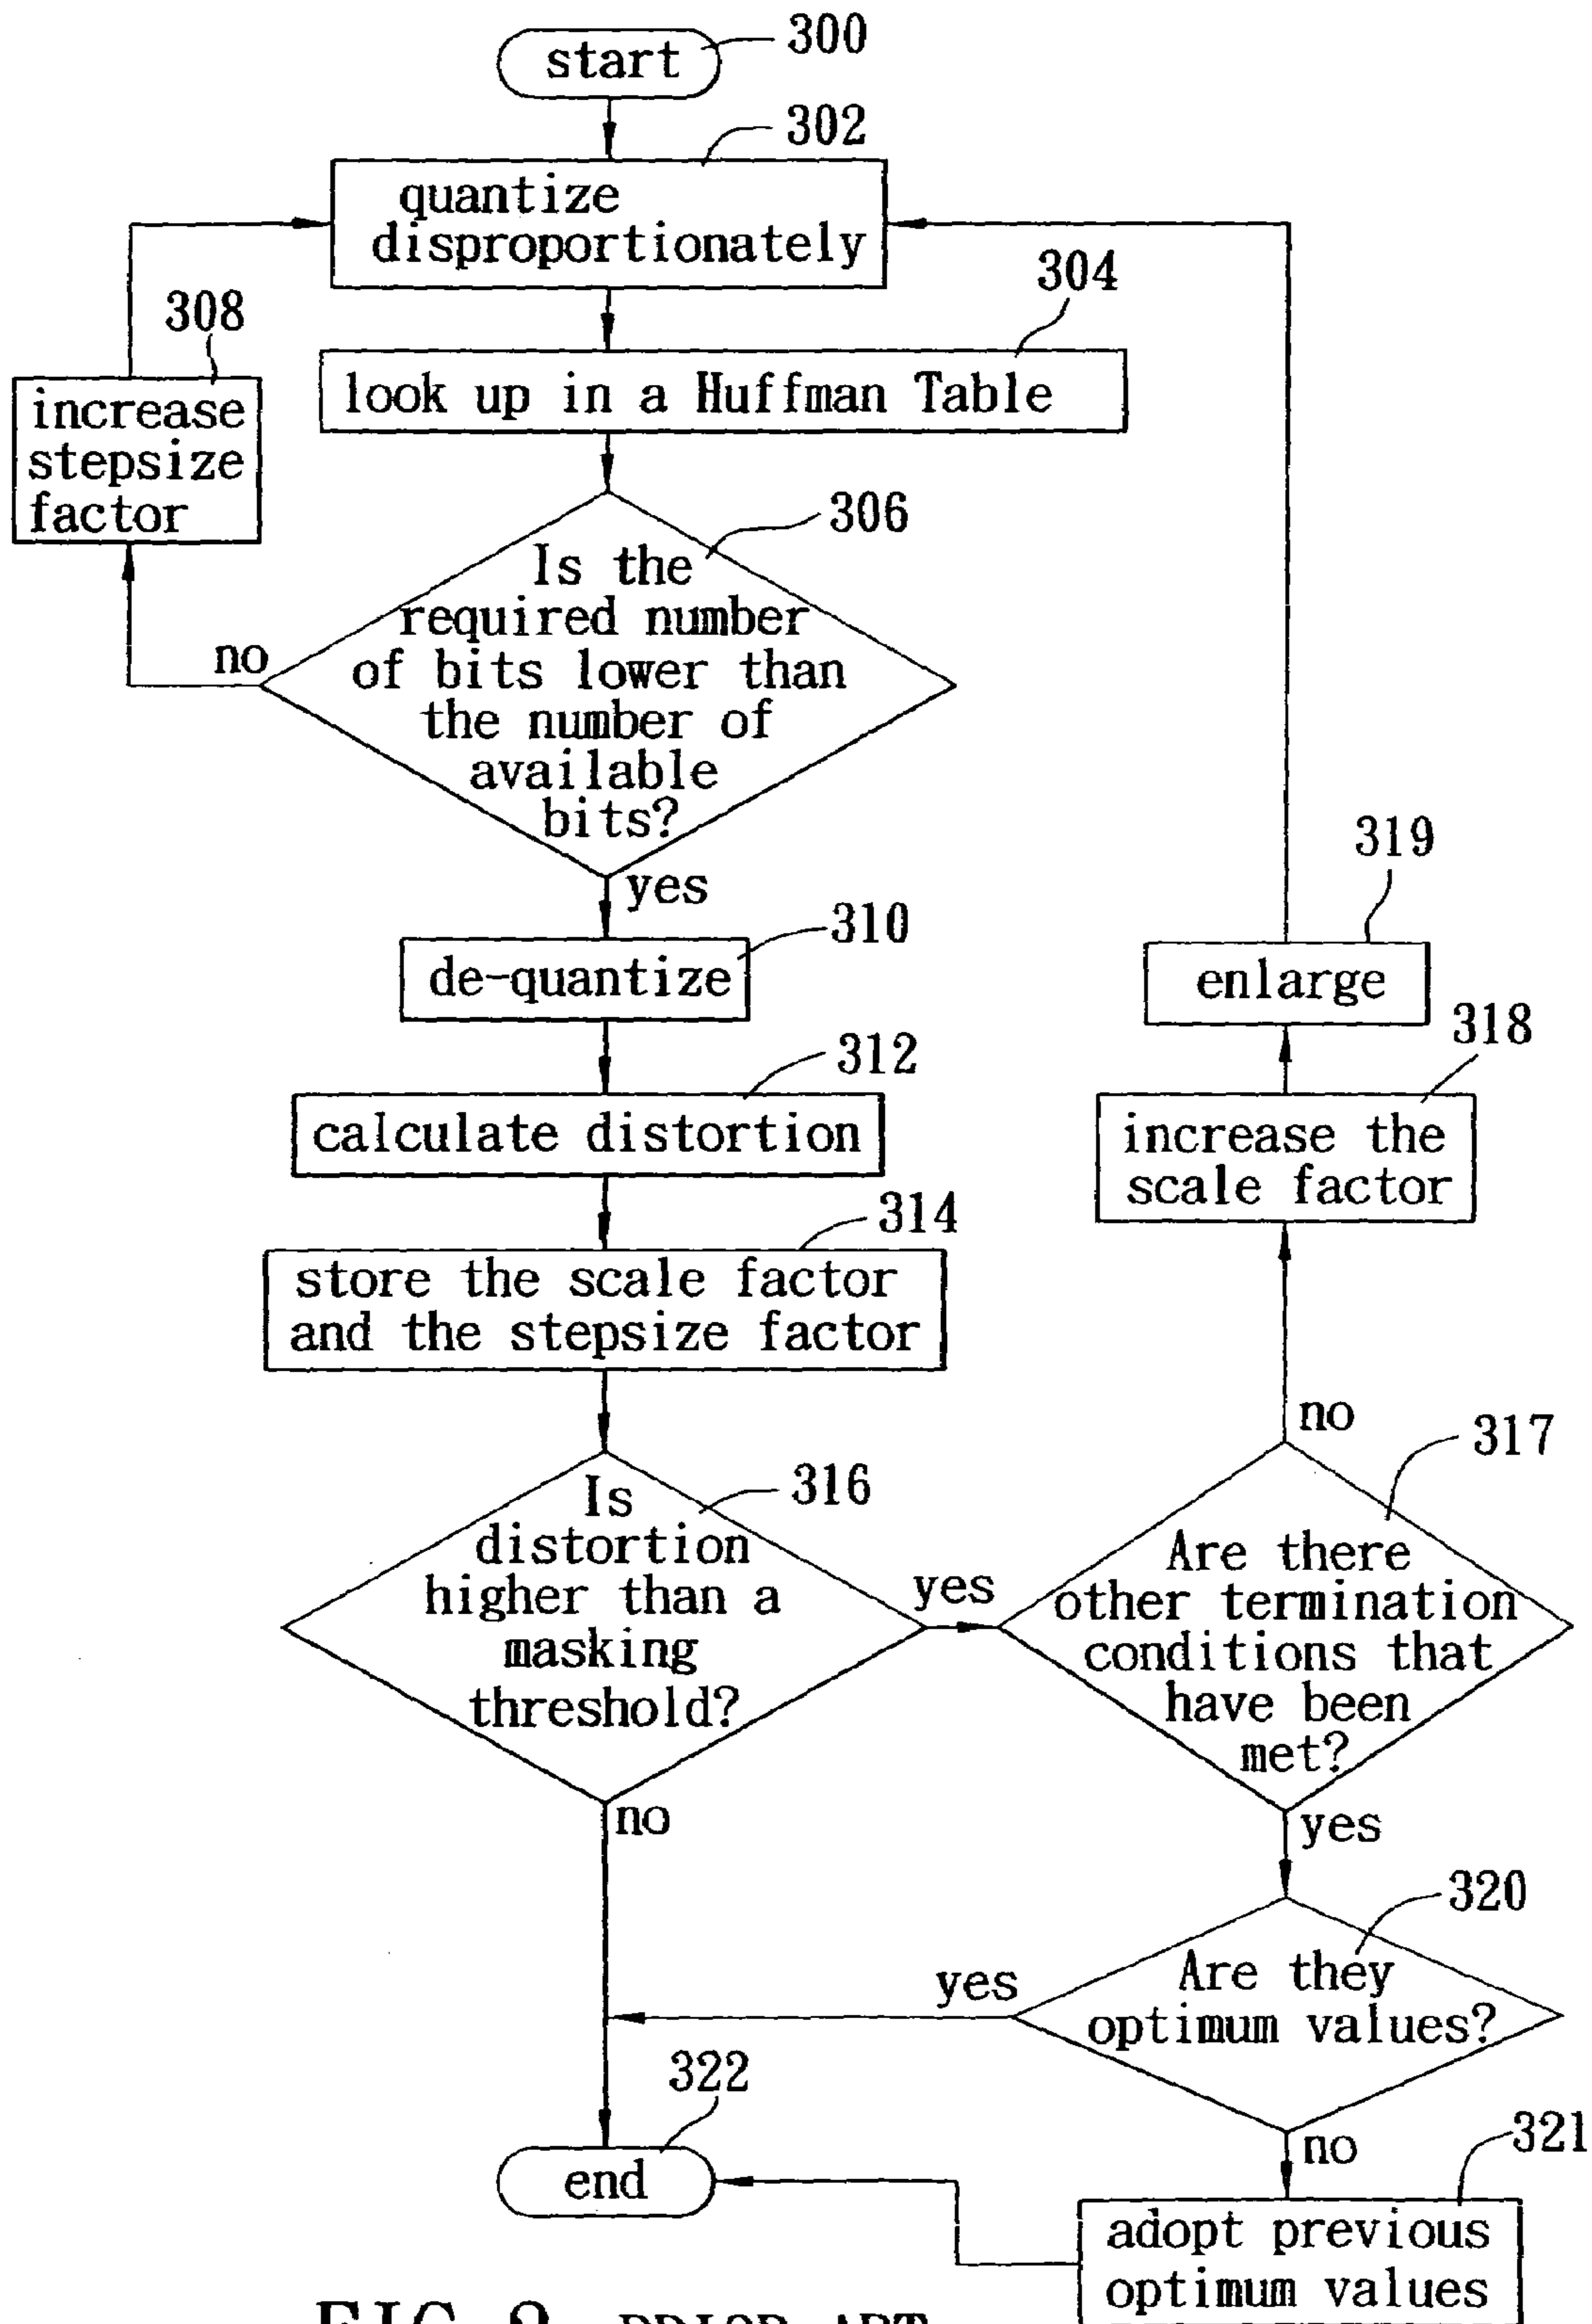 start
300
302
quantize
disproportionately
304
308
look up in a Huffman Table
increase
stepsize
factor
306
Is the
required number
of bits lower than
the number of
available
bits?
no
yes
310
de-quantize
319
enlarge
312
318
calculate distortion
increase the
scale factor
314
store the scale factor
and the stepsize factor
no
317
316
Is
distortion
higher than a
masking
threshold?
yes
Are there
other termination
conditions that
have been
met?
no
yes
320
Are they
optimum values?
yes
322
end
no
321
adopt previous
optimum values
PRIOR ART